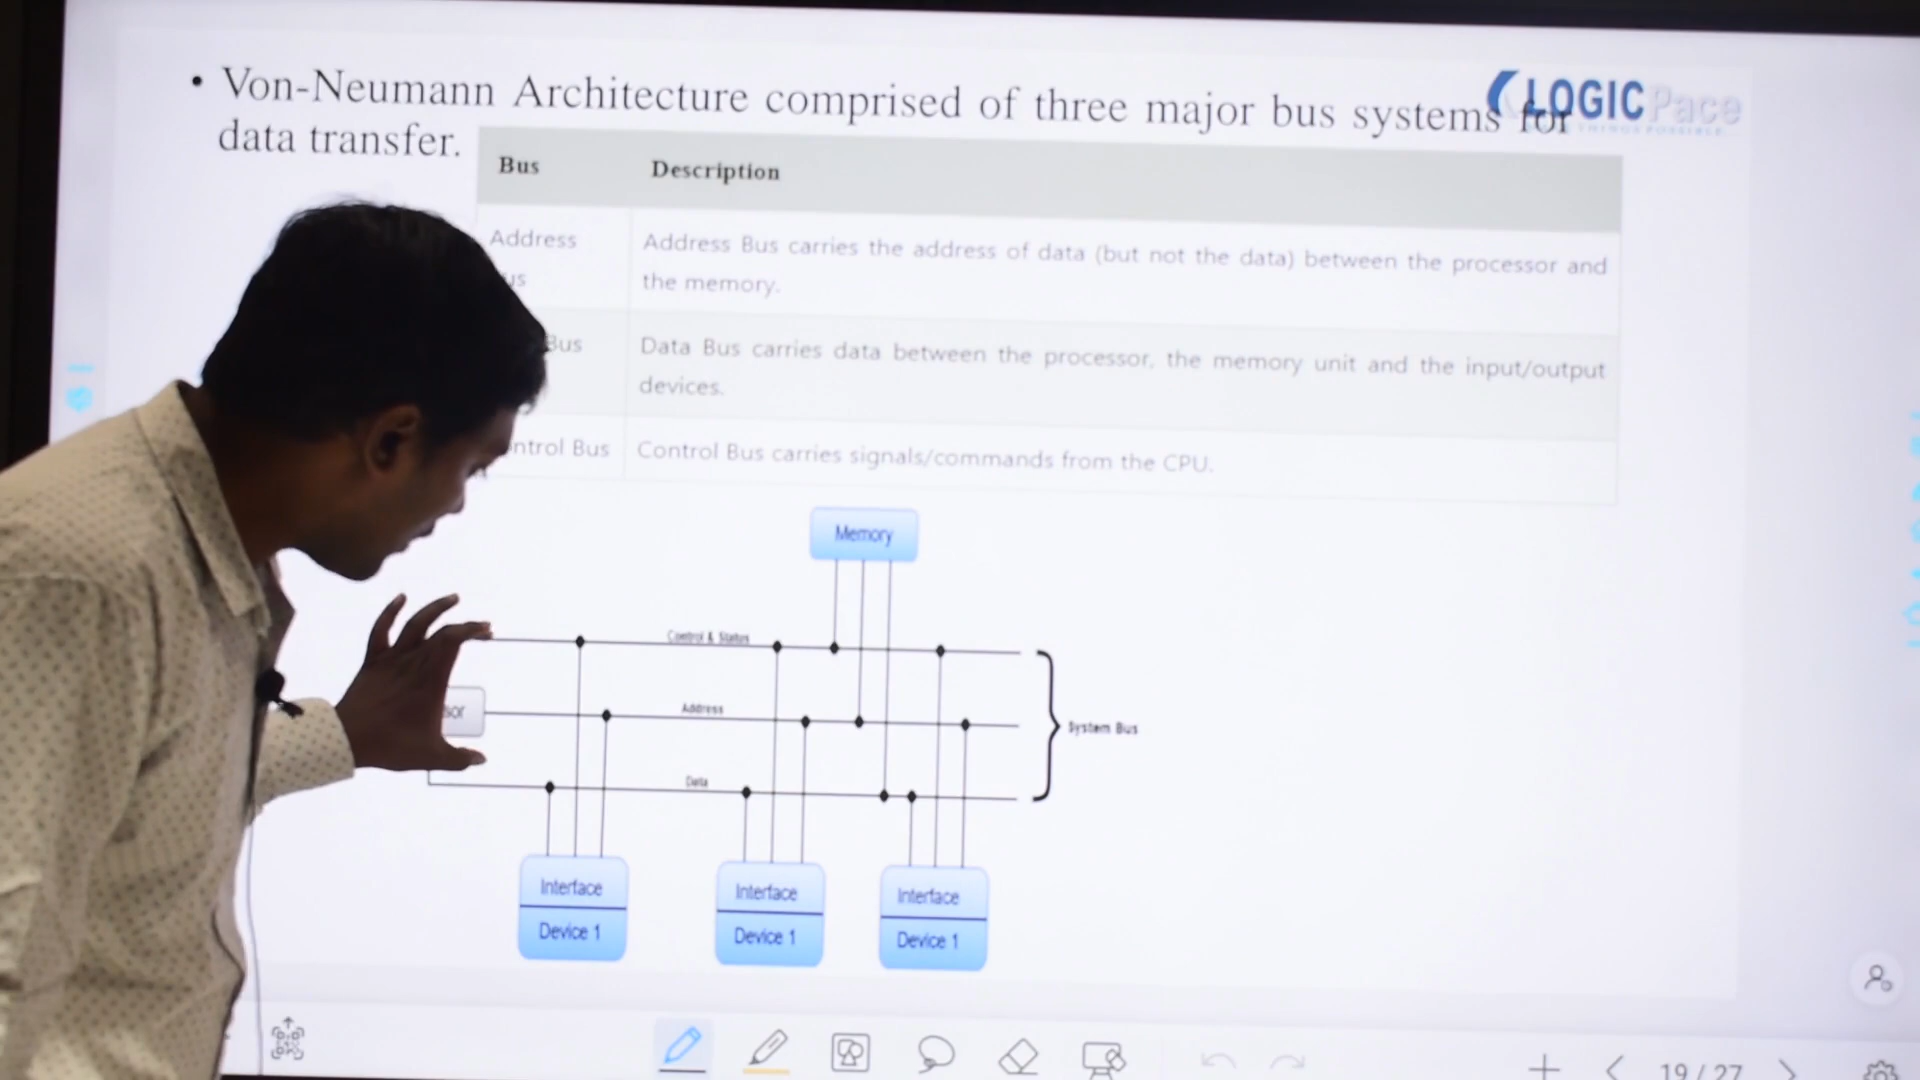 • Von-Neumann Architecture comprised of three major bus systems for
data transfer.
LOGICPace
Bus Description
Address
Address Bus carries the address of data (but not the data) between the processor and
the memory.
Bus
Data Bus carries data between the processor, the memory unit and the input/output
devices.
ntrol Bus
Control Bus carries signals/commands from the CPU.
Memory
Control & Status
sor
Address
System Bus
Data
Interface
Device 1
Interface
Device 1
Interface
Device 1
19 / 27